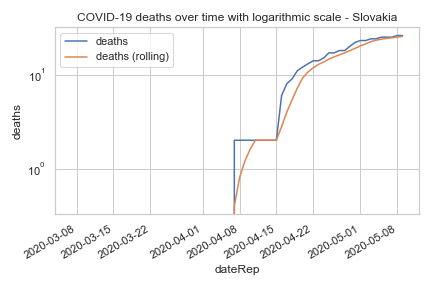 COVID-19 deaths over time with logarithmic scale - Slovakia
deaths
deaths (rolling)
10¹
10⁰
deaths
2020-03-08
2020-03-15
2020-03-22
2020-04-01
2020-04-08
2020-04-15
2020-04-22
2020-05-01
2020-05-08
dateRep